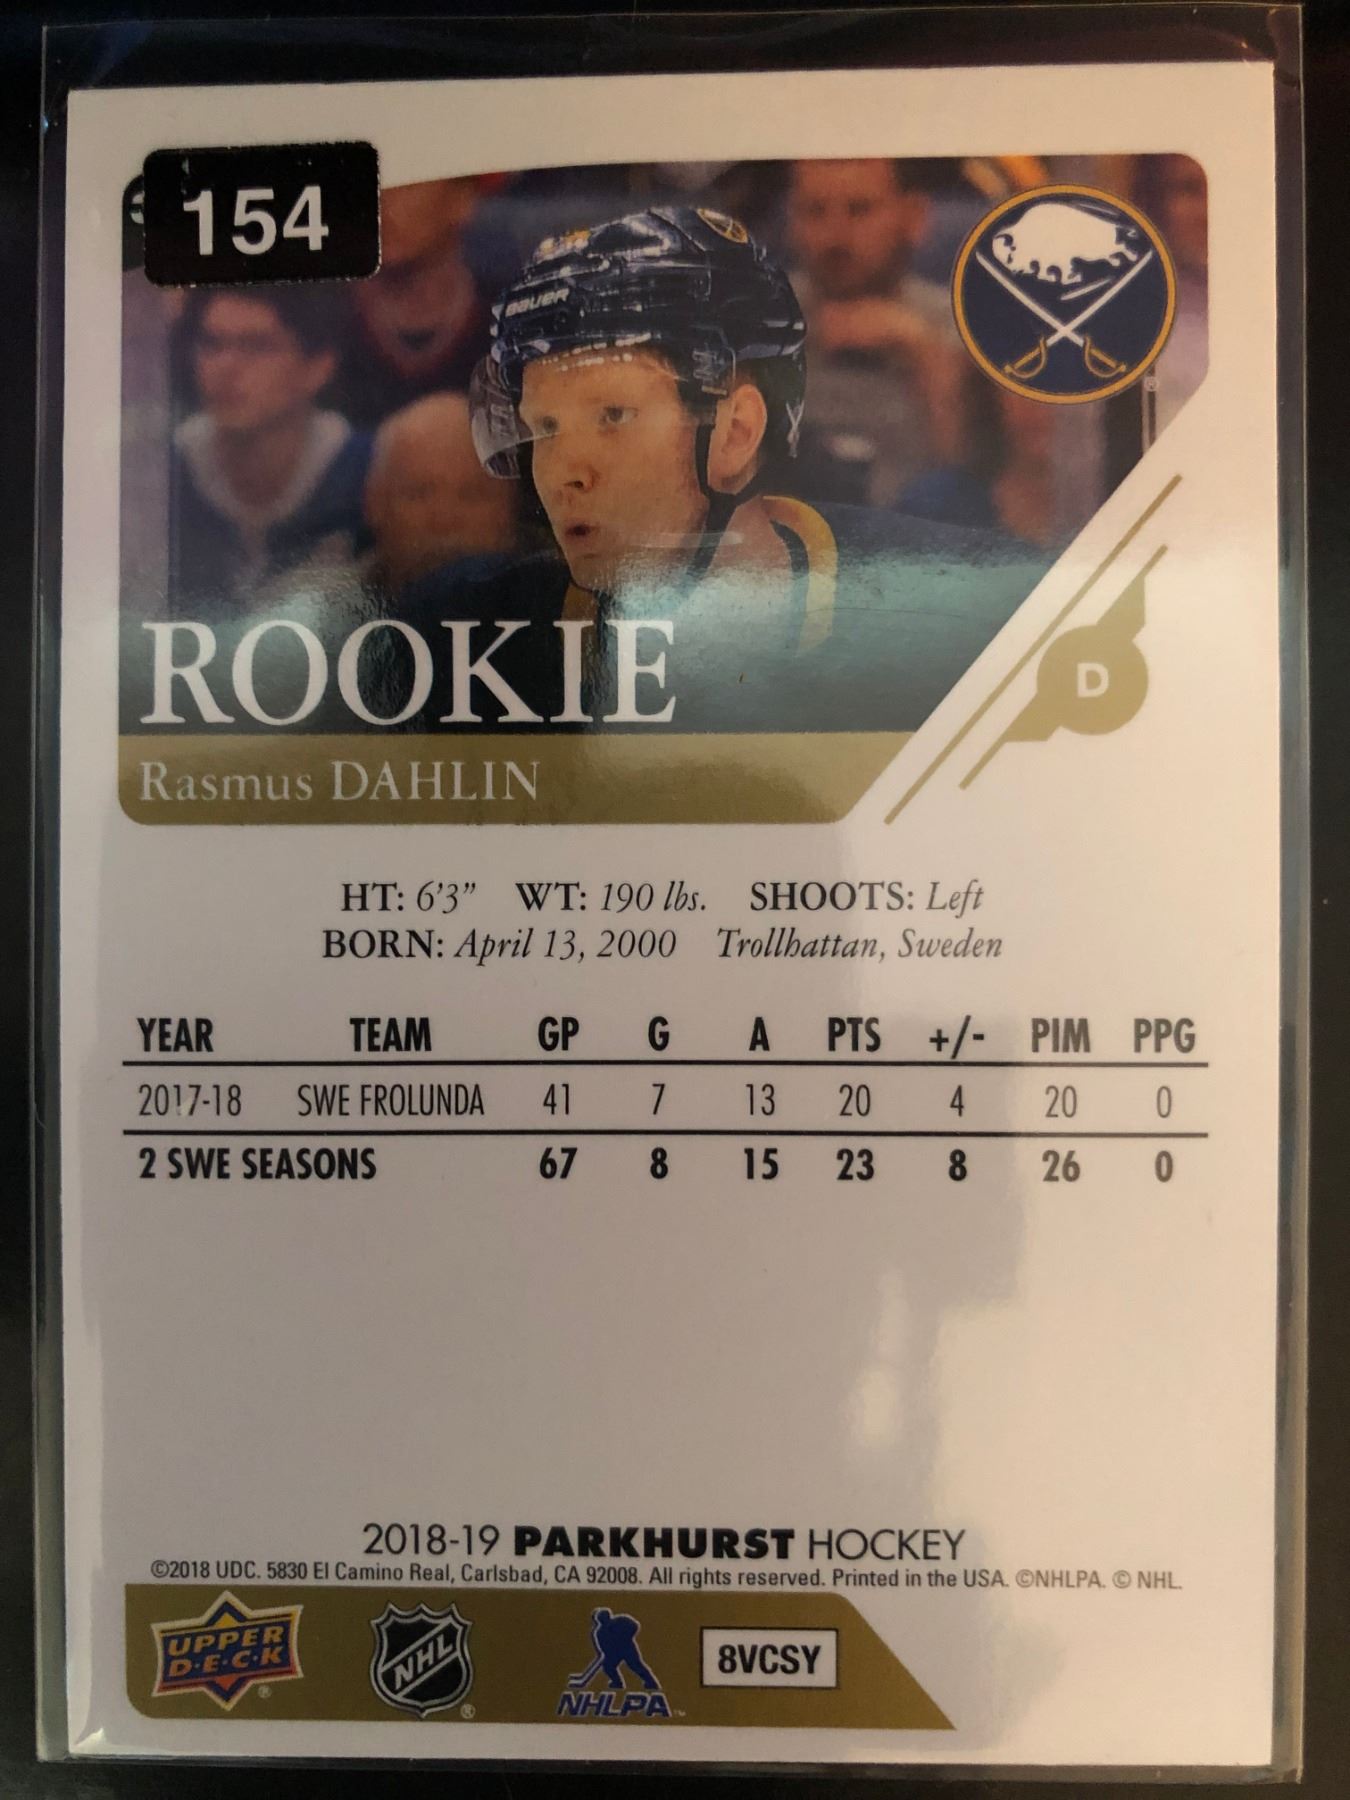 154
BAUER
ROOKIE
D
Rasmus DAHLIN
HT: 6'3" WT: 190 lbs. SHOOTS: Left
BORN: April 13, 2000 Trollhattan, Sweden
YEAR TEAM GP G A PTS +/- PIM PPG
2017-18 SWE FROLUNDA 41 7 13 20 4 20 0
2 SWE SEASONS 67 8 15 23 8 26 0
2018-19 PARKHURST HOCKEY
©2018 UDC. 5830 El Camino Real, Carlsbad, CA 92008. All rights reserved. Printed in the USA. ©NHLPA. © NHL.
UPPER
D·E·C·K
®
NHL
®
NHLPA™
8VCSY